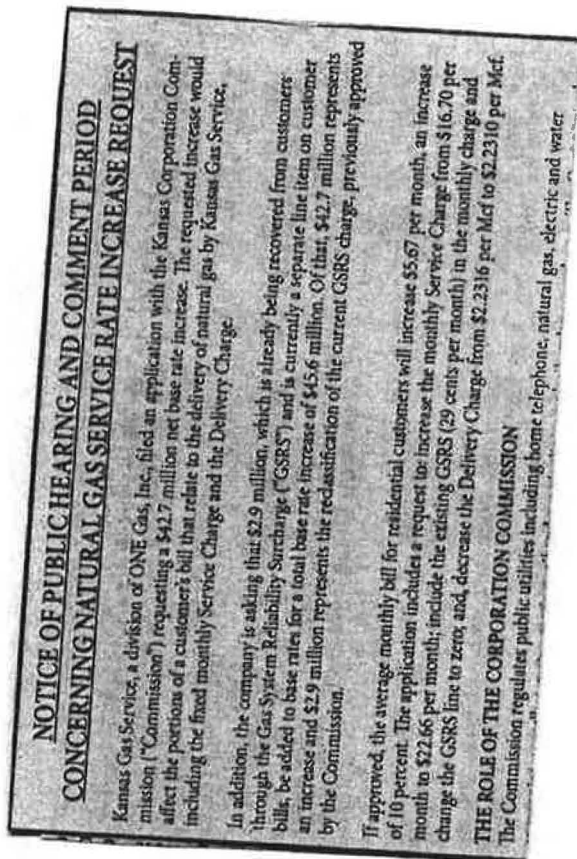 NOTICE OF PUBLIC HEARING AND COMMENT PERIOD
CONCERNING NATURAL GAS SERVICE RATE INCREASE REQUEST
Kansas Gas Service, a division of ONE Gas, Inc., filed an application with the Kansas Corporation Com-
mission ("Commission") requesting a $42.7 million net base rate increase. The requested increase would
affect the portions of a customer's bill that relate to the delivery of natural gas by Kansas Gas Service,
including the fixed monthly Service Charge and the Delivery Charge.
In addition, the company is asking that $2.9 million, which is already being recovered from customers
through the Gas System Reliability Surcharge ("GSRS") and is currently a separate line item on customer
bills, be added to base rates for a total base rate increase of $45.6 million. Of that, $42.7 million represents
an increase and $2.9 million represents the reclassification of the current GSRS charge, previously approved
by the Commission.
If approved, the average monthly bill for residential customers will increase $5.67 per month, an increase
of 10 percent. The application includes a request to: increase the monthly Service Charge from $16.70 per
month to $22.66 per month; include the existing GSRS (29 cents per month) in the monthly charge and
change the GSRS line to zero; and, decrease the Delivery Charge from $2.2316 per Mcf to $2.2310 per Mcf.
THE ROLE OF THE CORPORATION COMMISSION
The Commission regulates public utilities including home telephone, natural gas, electric and water